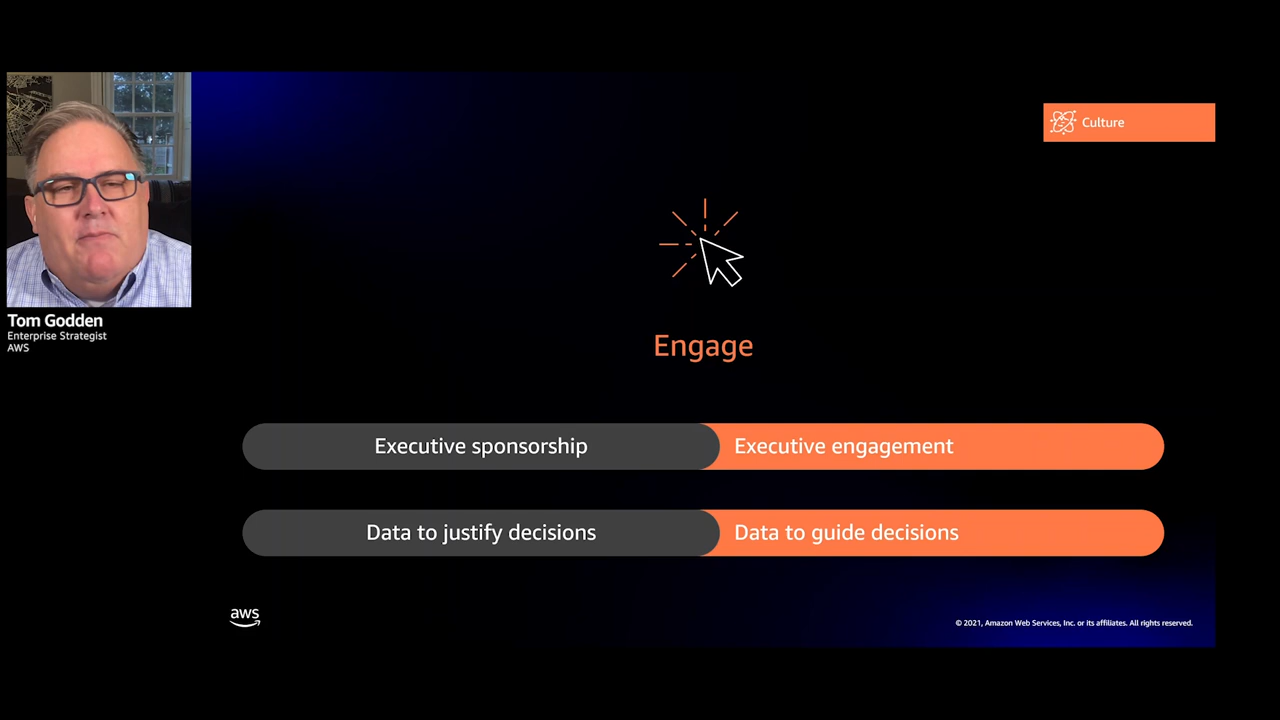 Culture
Tom Godden
Enterprise Strategist
AWS
Engage
Executive sponsorship
Executive engagement
Data to justify decisions
Data to guide decisions
aws
© 2021, Amazon Web Services, Inc. or its affiliates. All rights reserved.